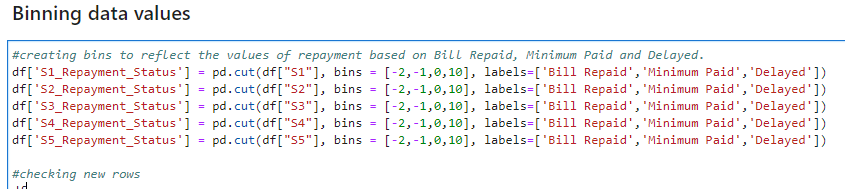 Binning data values
#creating bins to reflect the values of repayment based on Bill Repaid, Minimum Paid and Delayed.
df['S1_Repayment_Status'] = pd.cut(df["S1"], bins = [-2,-1,0,10], labels=['Bill Repaid','Minimum Paid','Delayed'])
df['S2_Repayment_Status'] = pd.cut(df["S2"], bins = [-2,-1,0,10], labels=['Bill Repaid','Minimum Paid','Delayed'])
df['S3_Repayment_Status'] = pd.cut(df["S3"], bins = [-2,-1,0,10], labels=['Bill Repaid','Minimum Paid','Delayed'])
df['S4_Repayment_Status'] = pd.cut(df["S4"], bins = [-2,-1,0,10], labels=['Bill Repaid','Minimum Paid','Delayed'])
df['S5_Repayment_Status'] = pd.cut(df["S5"], bins = [-2,-1,0,10], labels=['Bill Repaid','Minimum Paid','Delayed'])
#checking new rows